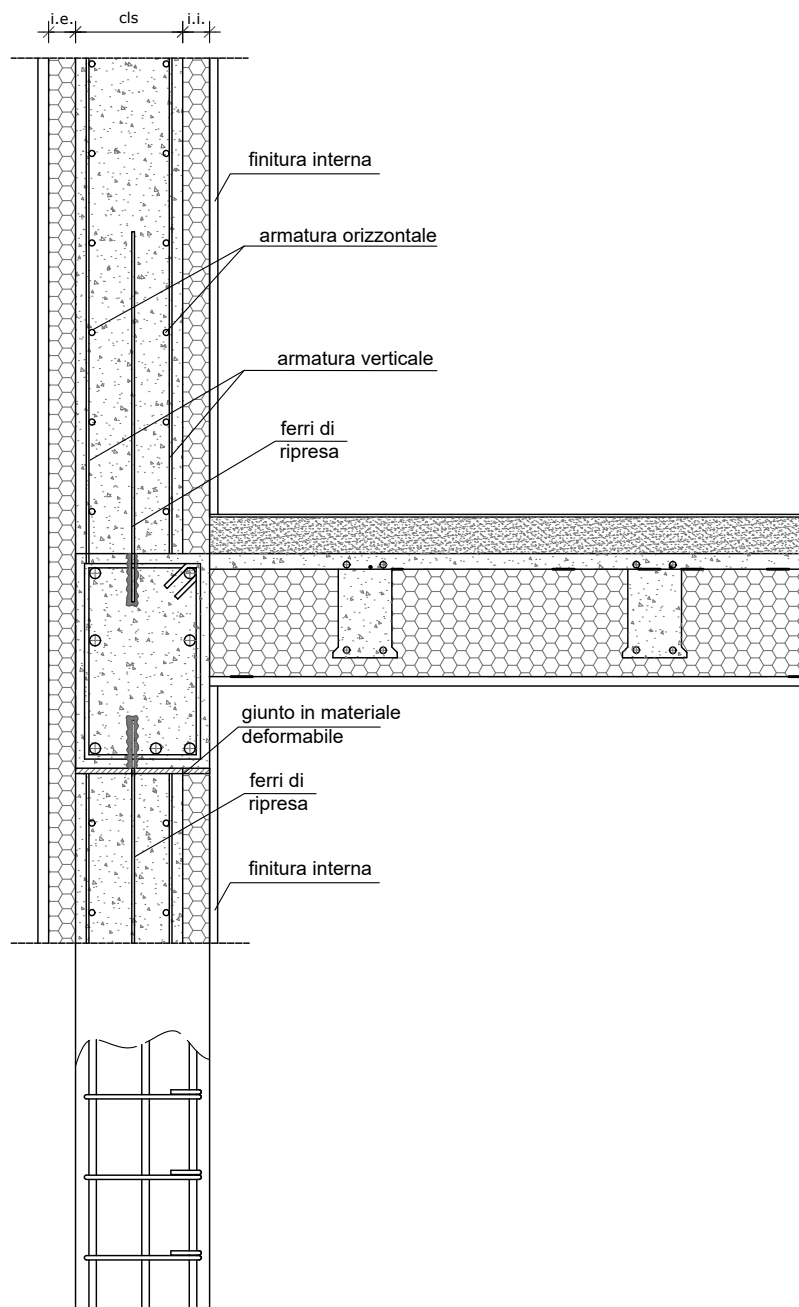 i.e. cls i.i.
finitura interna
armatura orizzontale
armatura verticale
ferri di
ripresa
giunto in materiale
deformabile
ferri di
ripresa
finitura interna